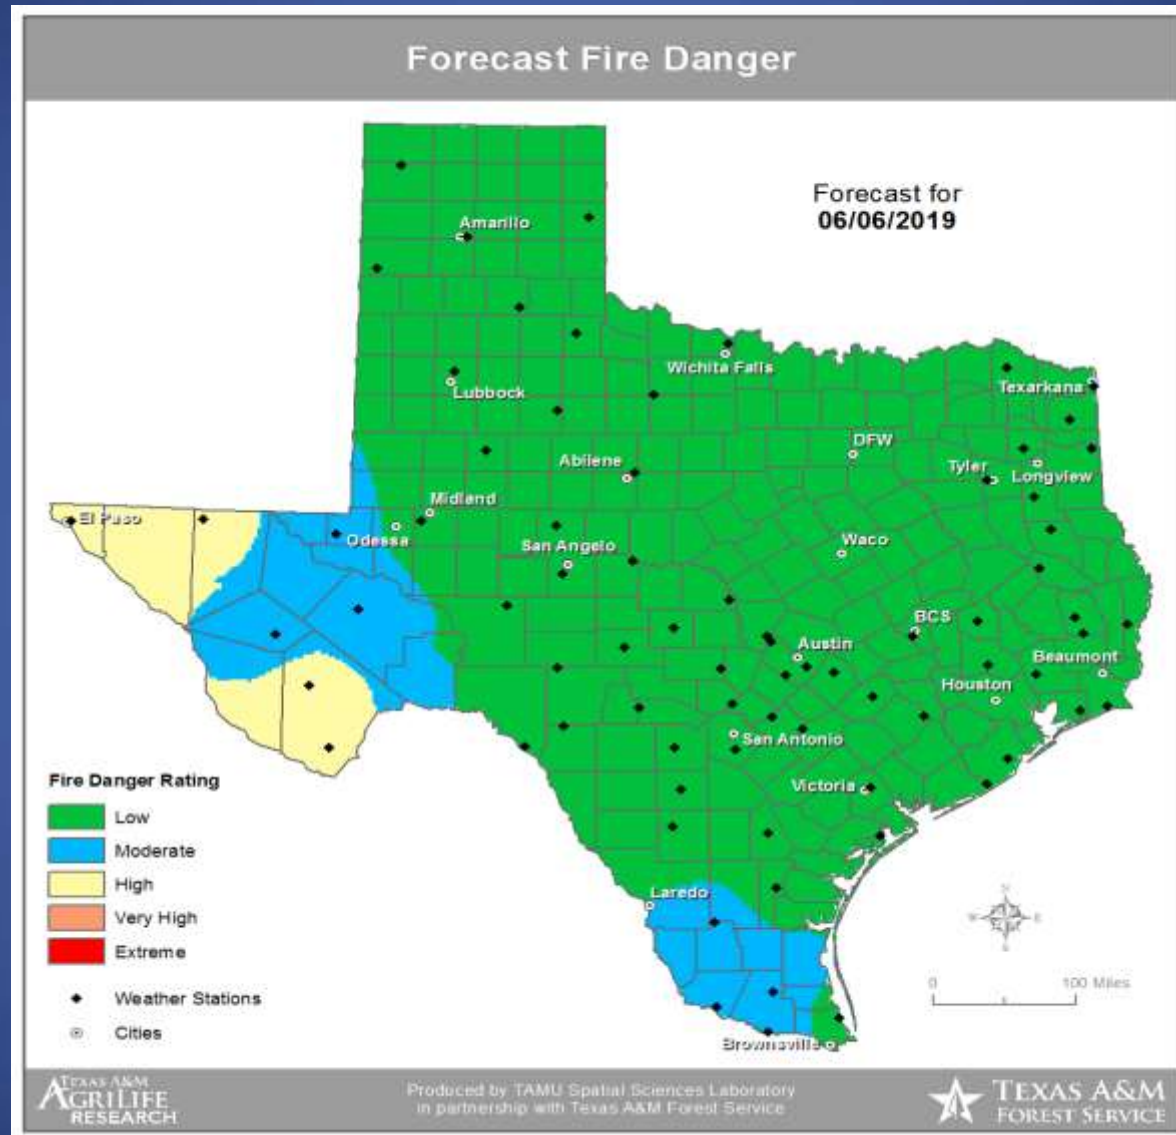 Forecast Fire Danger
Forecast for
06/06/2019
Amarillo
Wichita Falls
Lubbock
Texarkana
DFW
Abilene
Tyler
Longview
Midland
El Paso
Odessa
San Angelo
Waco
BCS
Austin
Beaumont
Houston
San Antonio
Victoria
Laredo
Brownsville
Fire Danger Rating
Low
Moderate
High
Very High
Extreme
Weather Stations
Cities
N
W
E
S
0 100 Miles
TEXAS A&M
AGRILIFE
RESEARCH
Produced by TAMU Spatial Sciences Laboratory
in partnership with Texas A&M Forest Service
TEXAS A&M
FOREST SERVICE